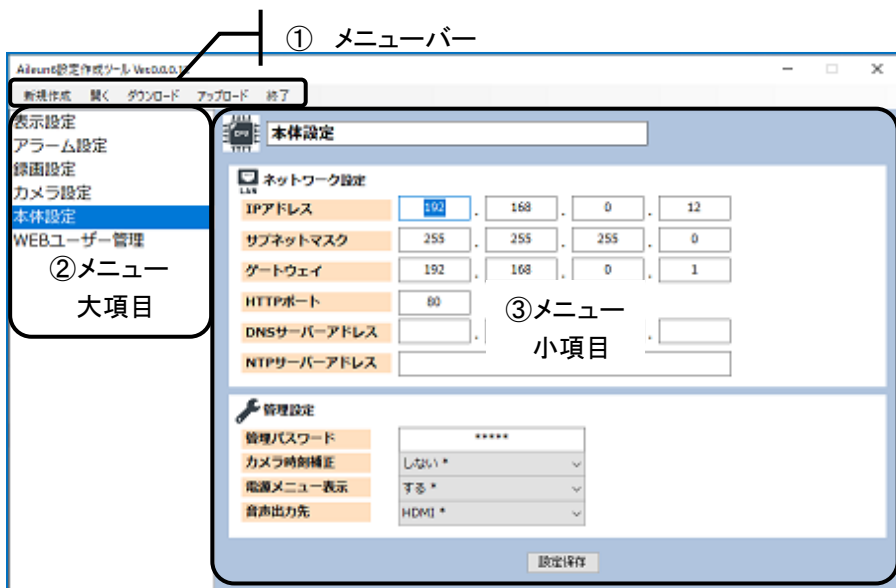 ① メニューバー
Aileun6設定作成ツール Ver.0.0.0.12
新規作成 開く ダウンロード アップロード 終了
表示設定
アラーム設定
録画設定
カメラ設定
本体設定
WEBユーザー管理
②メニュー
大項目
本体設定
LAN
ネットワーク設定
IPアドレス 192 . 168 . 0 . 12
サブネットマスク 255 . 255 . 255 . 0
ゲートウェイ 192 . 168 . 0 . 1
HTTPポート 80
DNSサーバーアドレス
NTPサーバーアドレス
③メニュー
小項目
管理設定
管理パスワード *****
カメラ時刻補正 しない *
電源メニュー表示 する *
音声出力先 HDMI *
設定保存